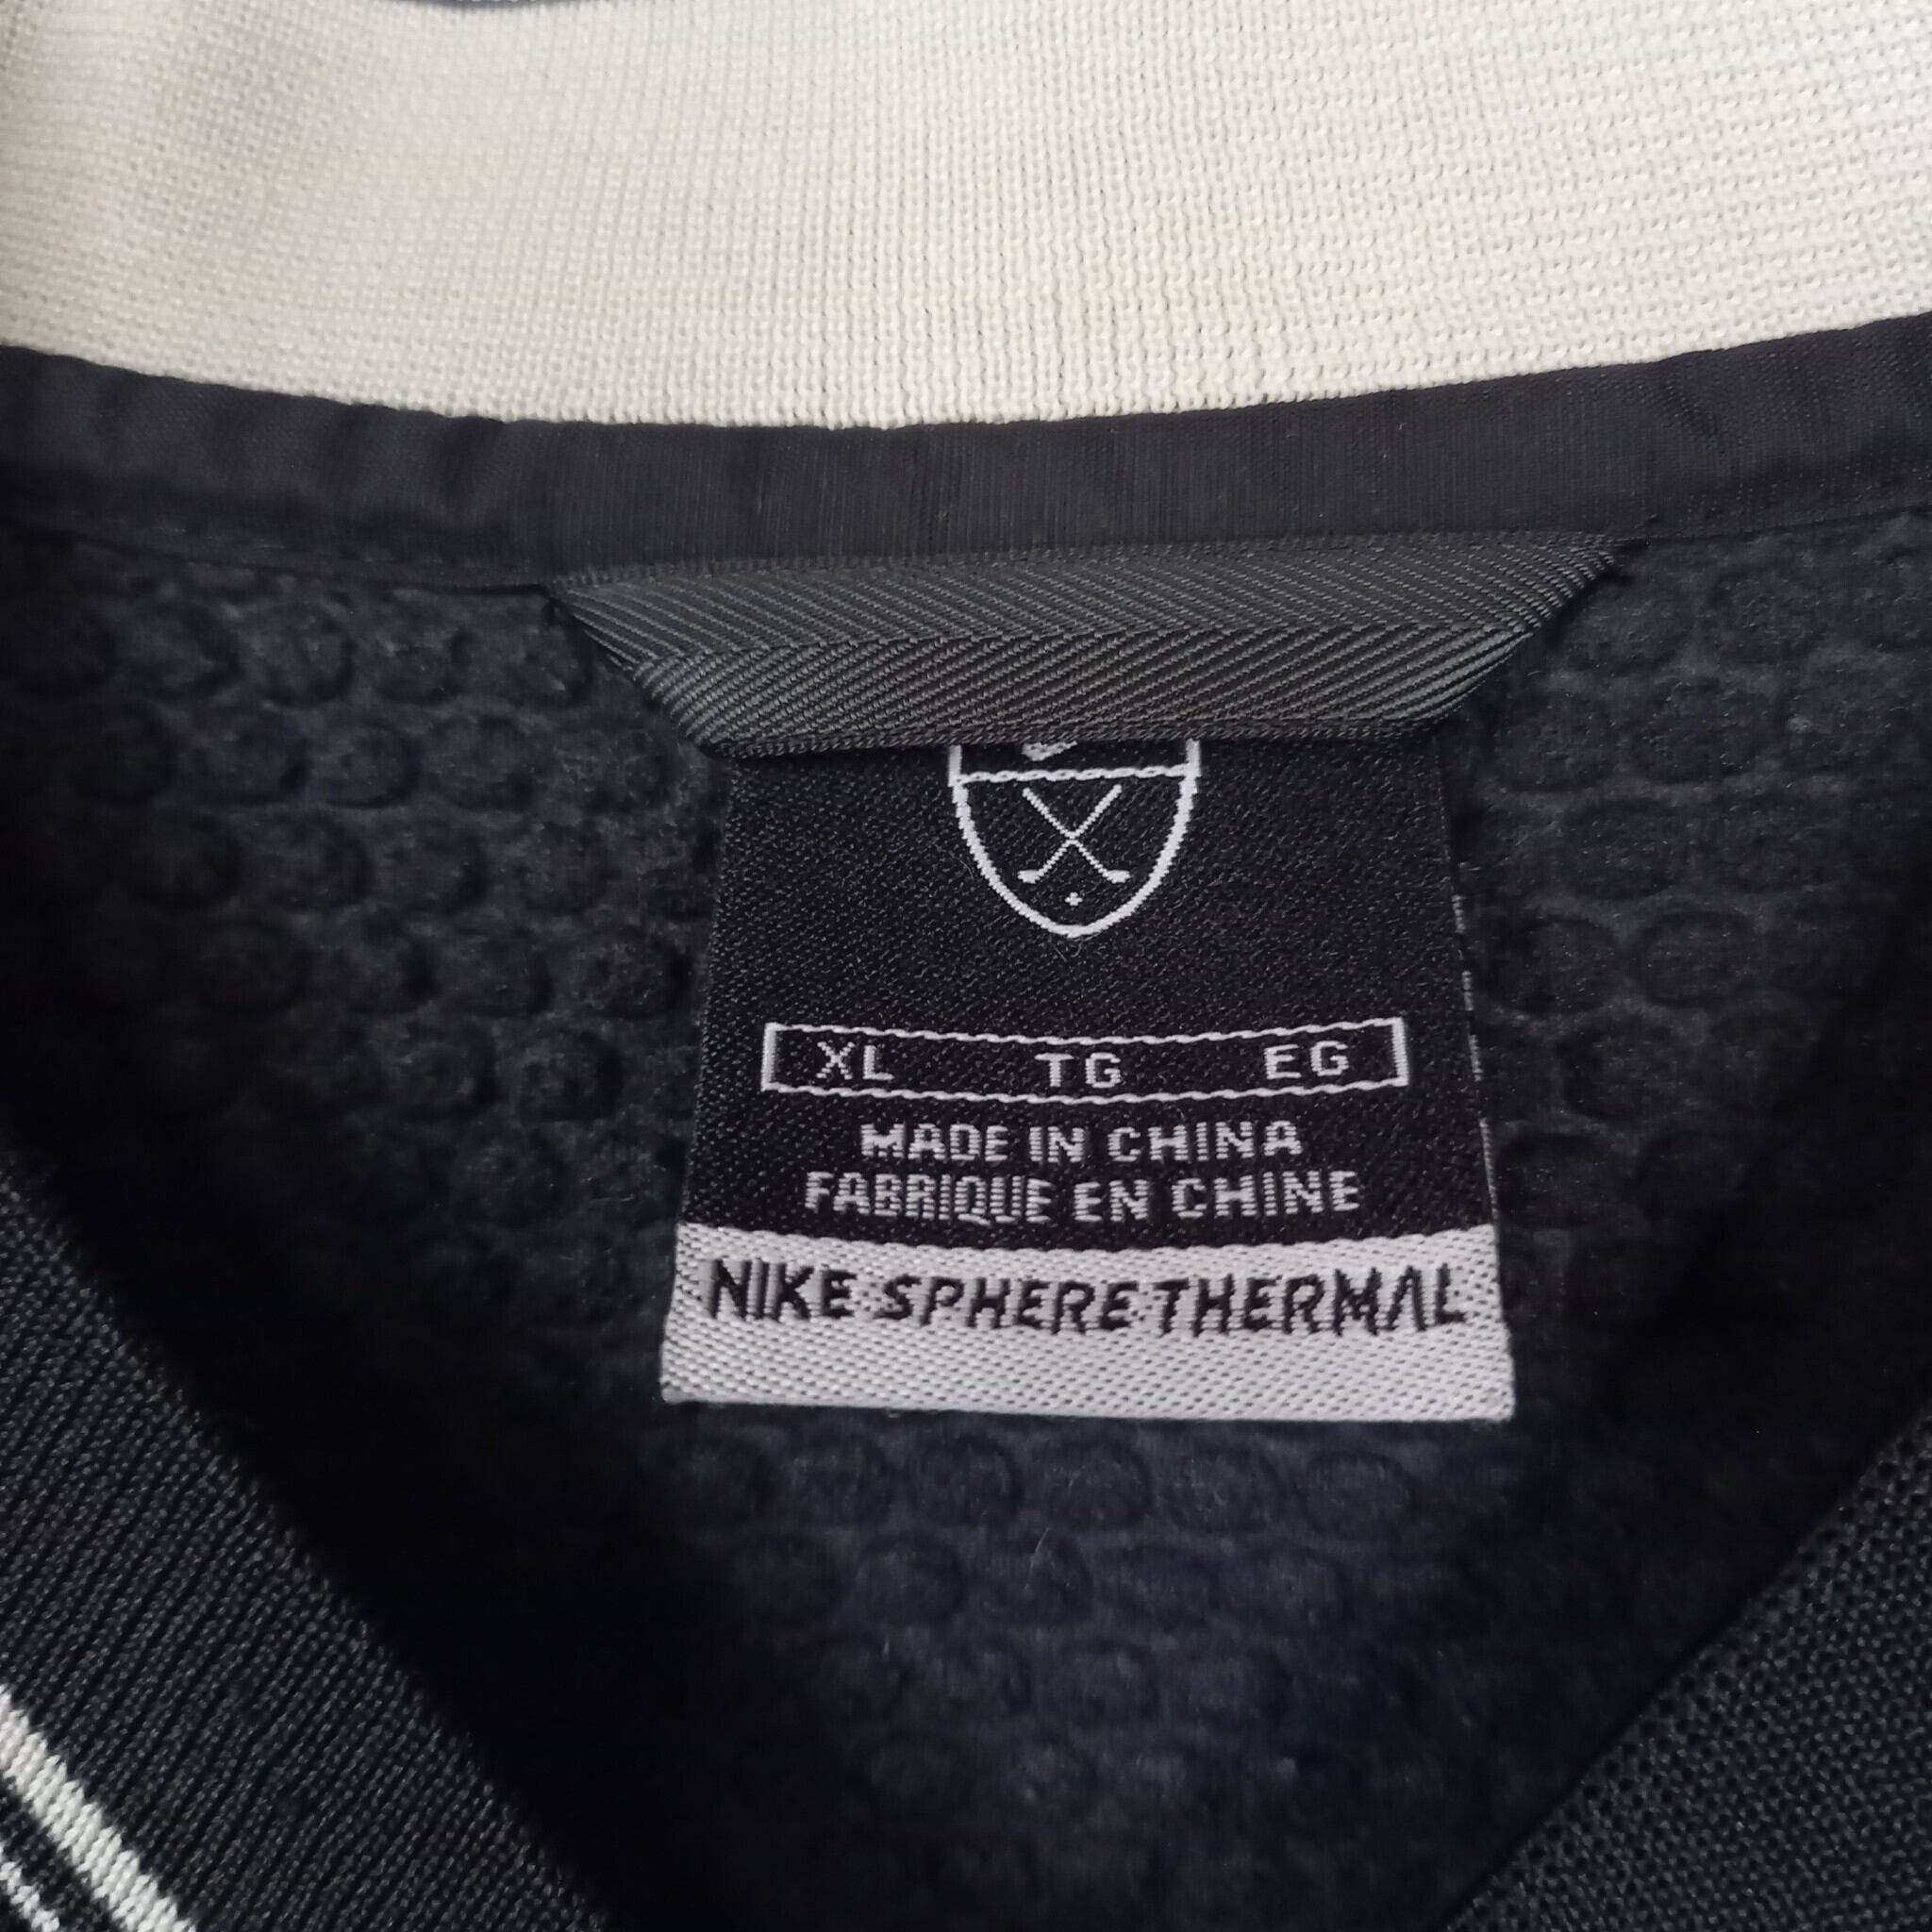 XL TG EG
MADE IN CHINA
FABRIQUE EN CHINE
NIKE SPHERE THERMAL